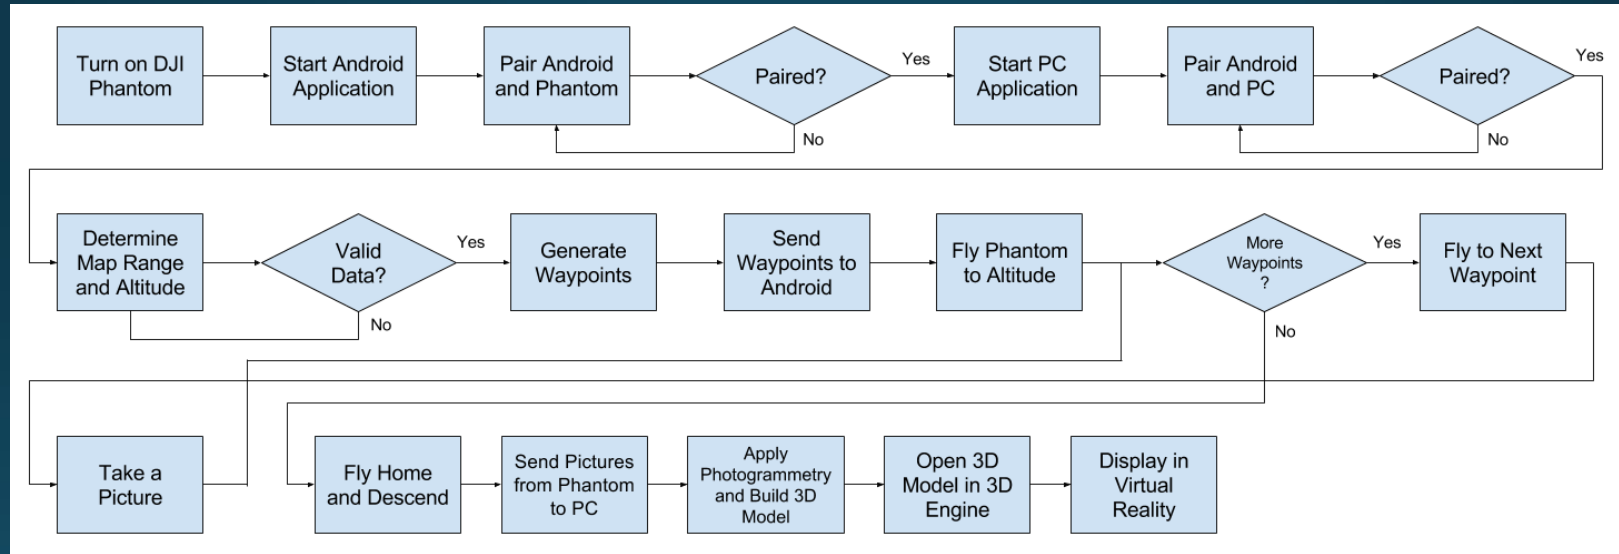 Turn on DJI
Phantom
Start Android
Application
Pair Android
and Phantom
Paired?
Yes
No
Start PC
Application
Pair Android
and PC
Paired?
Yes
No
Determine
Map Range
and Altitude
Valid
Data?
Yes
No
Generate
Waypoints
Send
Waypoints to
Android
Fly Phantom
to Altitude
More
Waypoints
?
Yes
No
Fly to Next
Waypoint
Take a
Picture
Fly Home
and Descend
Send Pictures
from Phantom
to PC
Apply
Photogrammetry
and Build 3D
Model
Open 3D
Model in 3D
Engine
Display in
Virtual
Reality